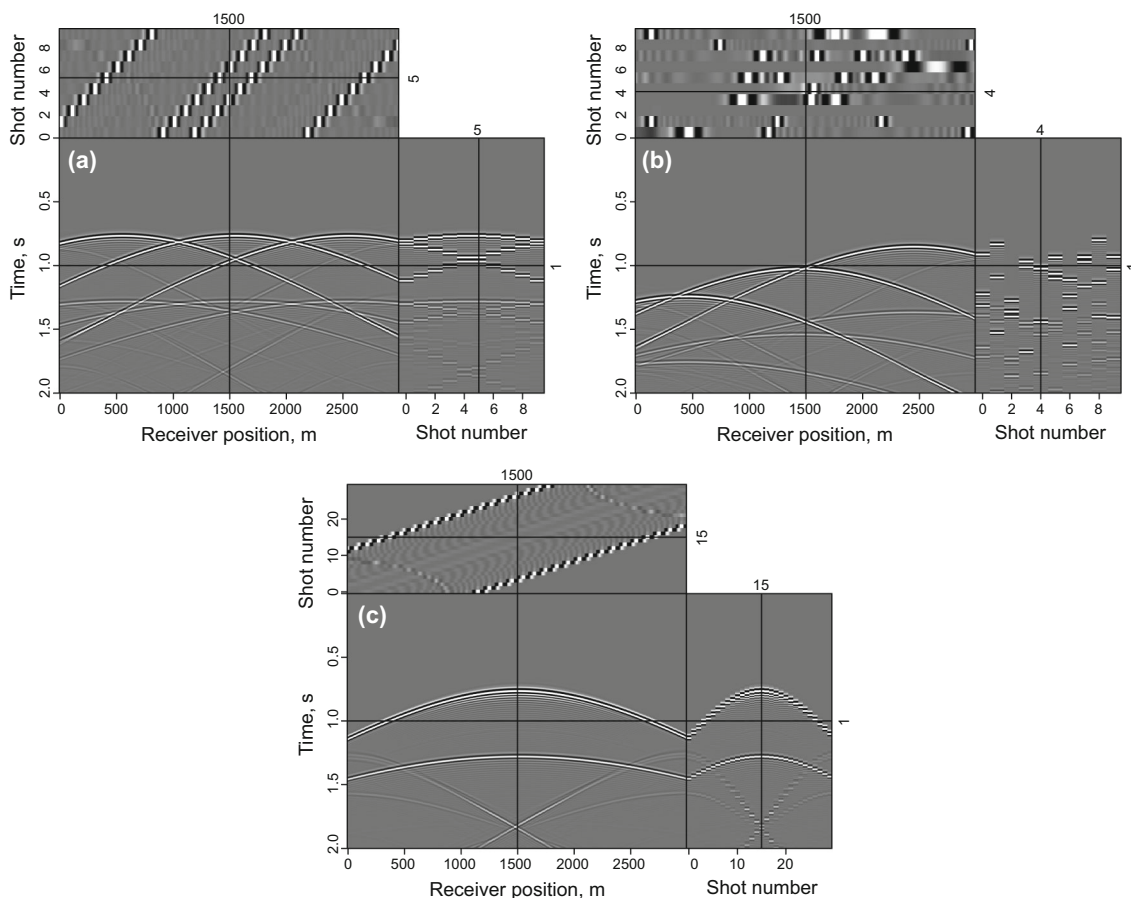 1500
Shot number
0 2 4 6 8
5
5
(a)
Time, s
0.5
1.0
1.5
2.0
1
0 500 1000 1500 2000 2500
0 2 4 6 8
Receiver position, m
Shot number
1500
Shot number
0 2 4 6 8
4
4
(b)
Time, s
0.5
1.0
1.5
2.0
1
0 500 1000 1500 2000 2500
0 2 4 6 8
Receiver position, m
Shot number
1500
Shot number
0 10 20
15
15
(c)
Time, s
0.5
1.0
1.5
2.0
1
0 500 1000 1500 2000 2500
0 10 20
Receiver position, m
Shot number